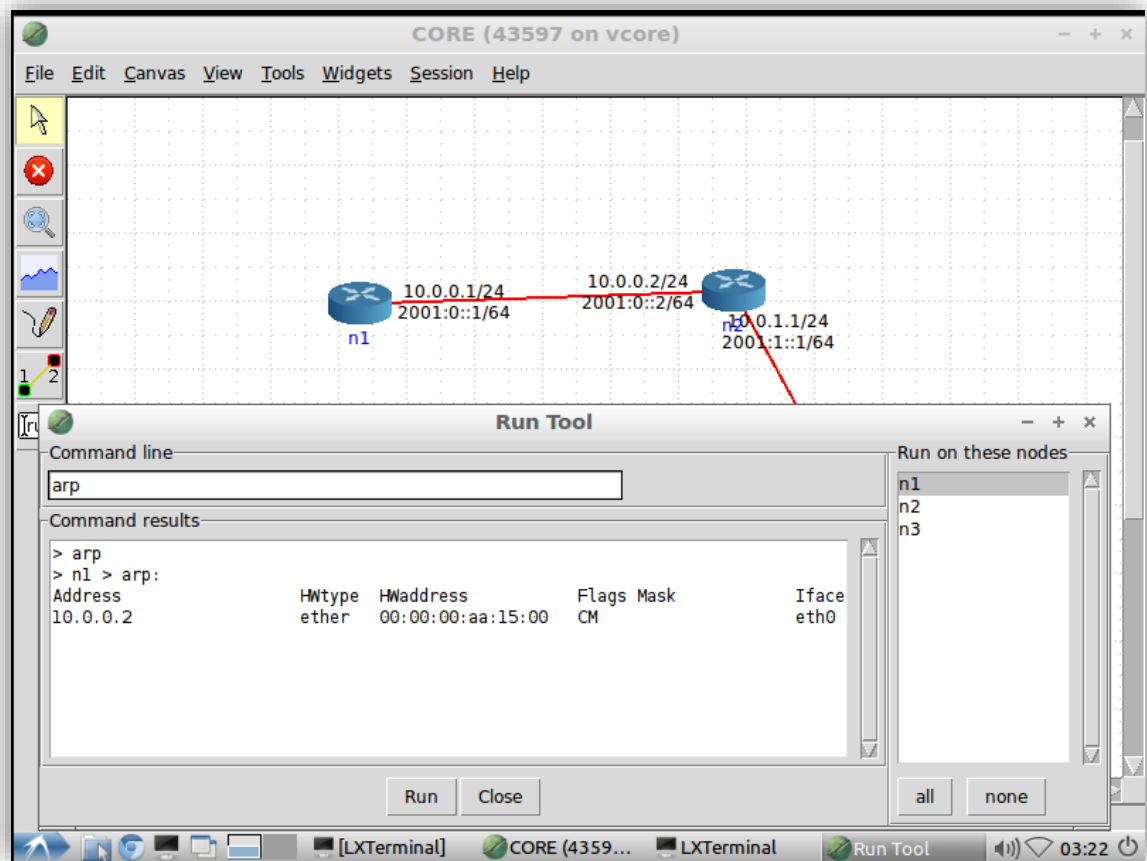 CORE (43597 on vcore)
File Edit Canvas View Tools Widgets Session Help
10.0.0.1/24
2001:0::1/64
n1
10.0.0.2/24
2001:0::2/64
n2
10.0.1.1/24
2001:1::1/64
1 2
Run Tool
Command line
arp
Run on these nodes
n1
n2
n3
Command results
> arp
> n1 > arp:
Address HWtype HWaddress Flags Mask Iface
10.0.0.2 ether 00:00:00:aa:15:00 CM eth0
Run Close
all none
[LXTerminal] CORE (4359... LXTerminal Run Tool 03:22